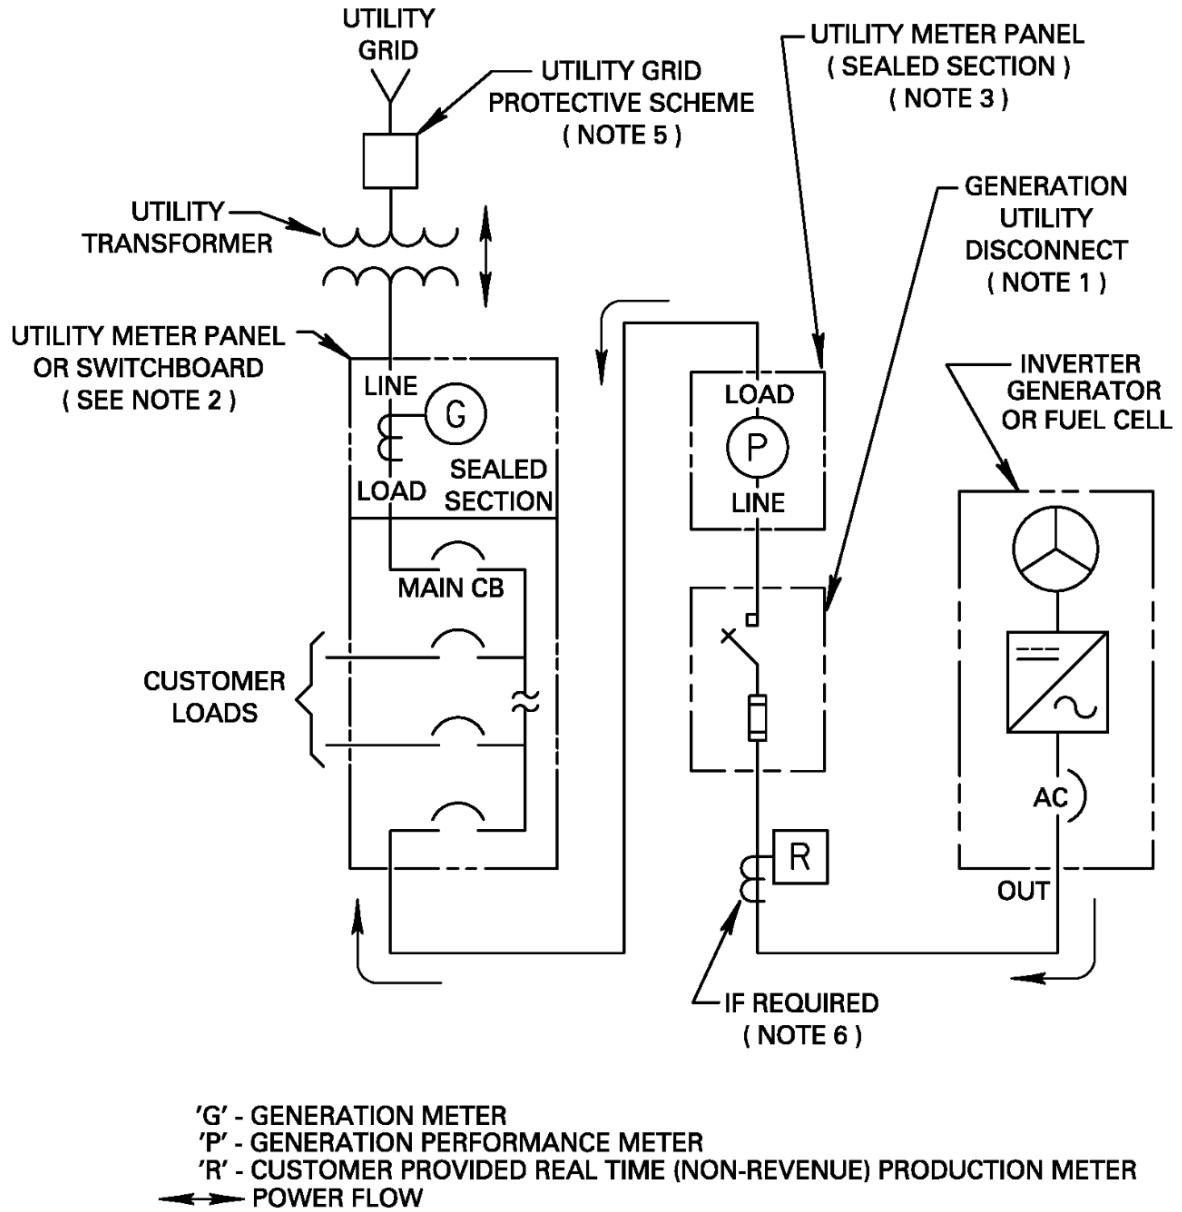 UTILITY
GRID
UTILITY GRID
PROTECTIVE SCHEME
( NOTE 5 )
UTILITY METER PANEL
( SEALED SECTION )
( NOTE 3 )
GENERATION
UTILITY
DISCONNECT
( NOTE 1 )
UTILITY
TRANSFORMER
UTILITY METER PANEL
OR SWITCHBOARD
( SEE NOTE 2 )
INVERTER
GENERATOR
OR FUEL CELL
LINE
G
LOAD
SEALED
SECTION
MAIN CB
CUSTOMER
LOADS
LOAD
P
LINE
R
IF REQUIRED
( NOTE 6 )
AC
OUT
'G' - GENERATION METER
'P' - GENERATION PERFORMANCE METER
'R' - CUSTOMER PROVIDED REAL TIME (NON-REVENUE) PRODUCTION METER
POWER FLOW